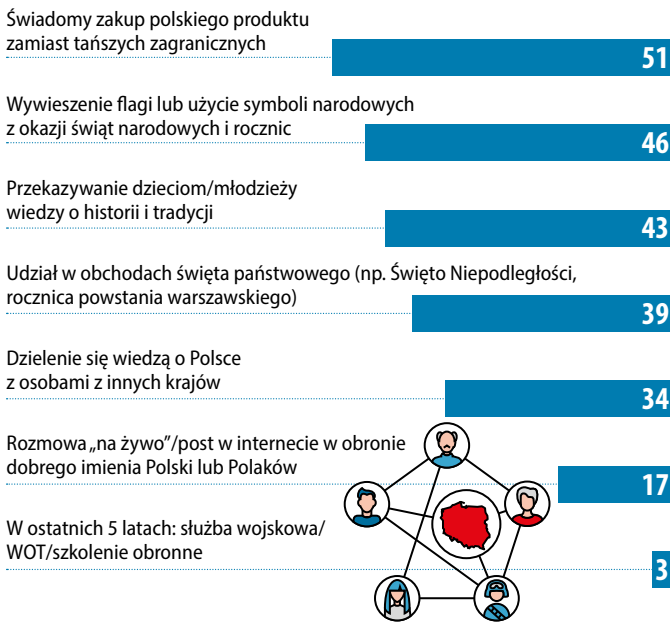 Świadomy zakup polskiego produktu
zamiast tańszych zagranicznych
51
Wywieszenie flagi lub użycie symboli narodowych
z okazji świąt narodowych i rocznic
46
Przekazywanie dzieciom/młodzieży
wiedzy o historii i tradycji
43
Udział w obchodach święta państwowego (np. Święto Niepodległości,
rocznica powstania warszawskiego)
39
Dzielenie się wiedzą o Polsce
z osobami z innych krajów
34
Rozmowa „na żywo”/post w internecie w obronie
dobrego imienia Polski lub Polaków
17
W ostatnich 5 latach: służba wojskowa/
WOT/szkolenie obronne
3